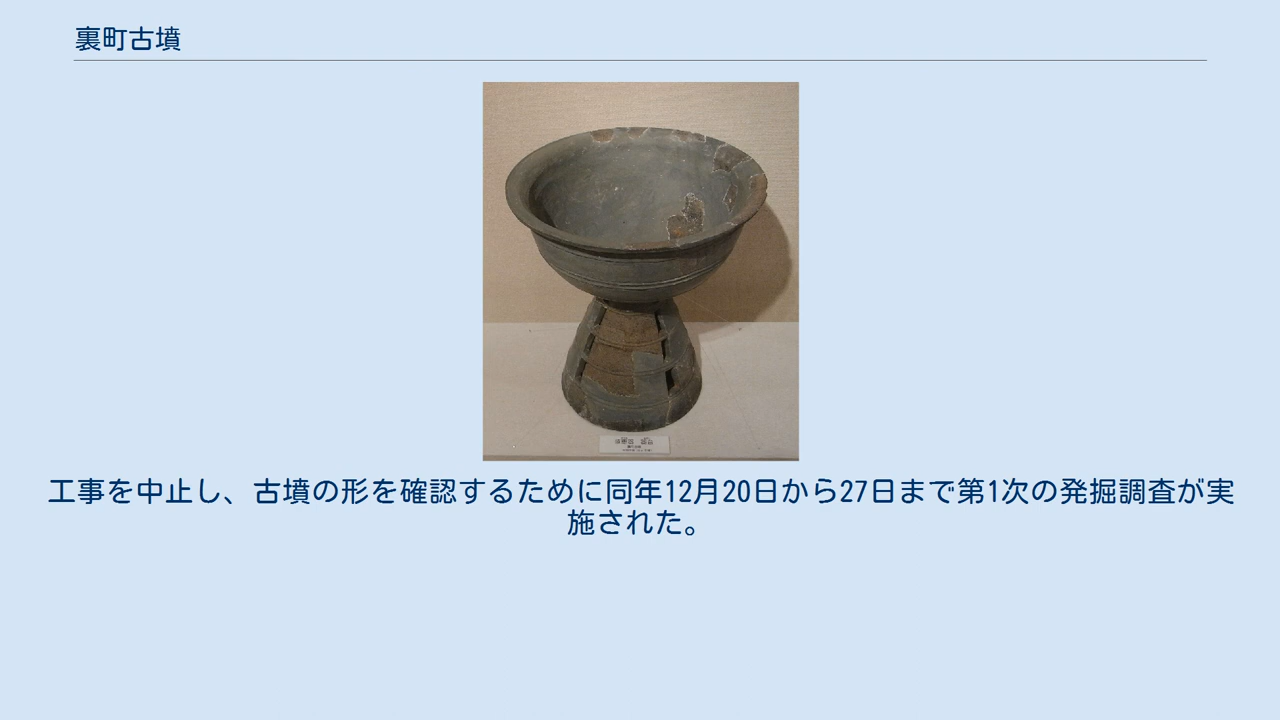 裏町古墳
工事を中止し、古墳の形を確認するために同年12月20日から27日まで第1次の発掘調査が実
施された。